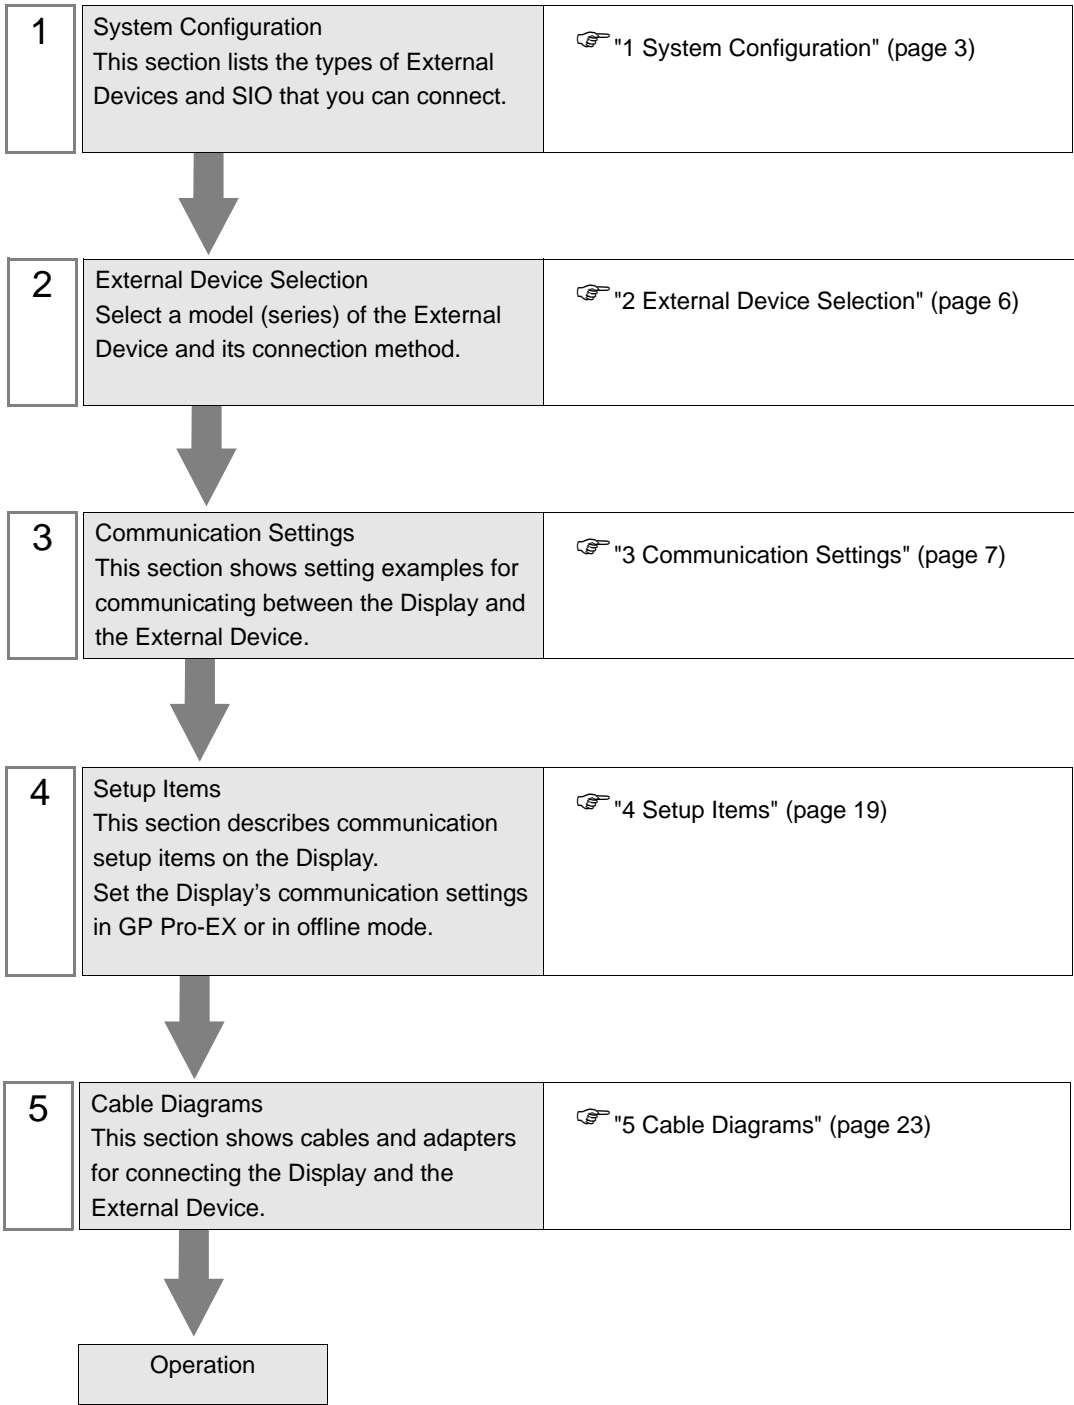 1
System Configuration
This section lists the types of External
Devices and SIO that you can connect.
"1 System Configuration" (page 3)
2
External Device Selection
Select a model (series) of the External
Device and its connection method.
"2 External Device Selection" (page 6)
3
Communication Settings
This section shows setting examples for
communicating between the Display and
the External Device.
"3 Communication Settings" (page 7)
4
Setup Items
This section describes communication
setup items on the Display.
Set the Display’s communication settings
in GP Pro-EX or in offline mode.
"4 Setup Items" (page 19)
5
Cable Diagrams
This section shows cables and adapters
for connecting the Display and the
External Device.
"5 Cable Diagrams" (page 23)
Operation